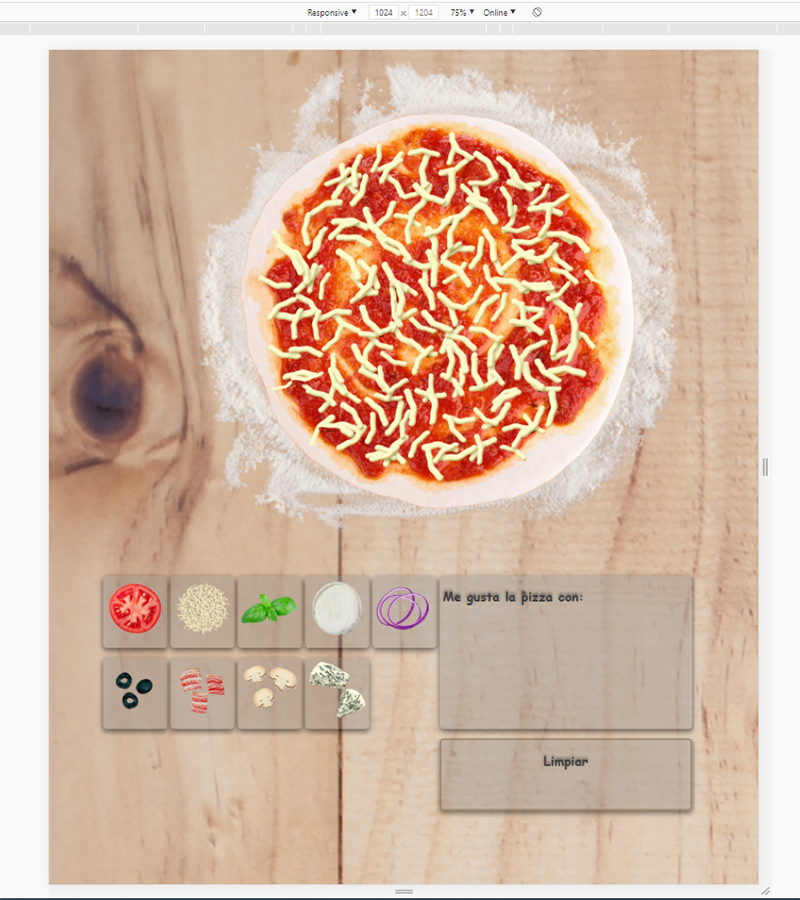 Responsive ▼ 1024 x 1204 75% ▼ Online ▼
Me gusta la pizza con:
Limpiar